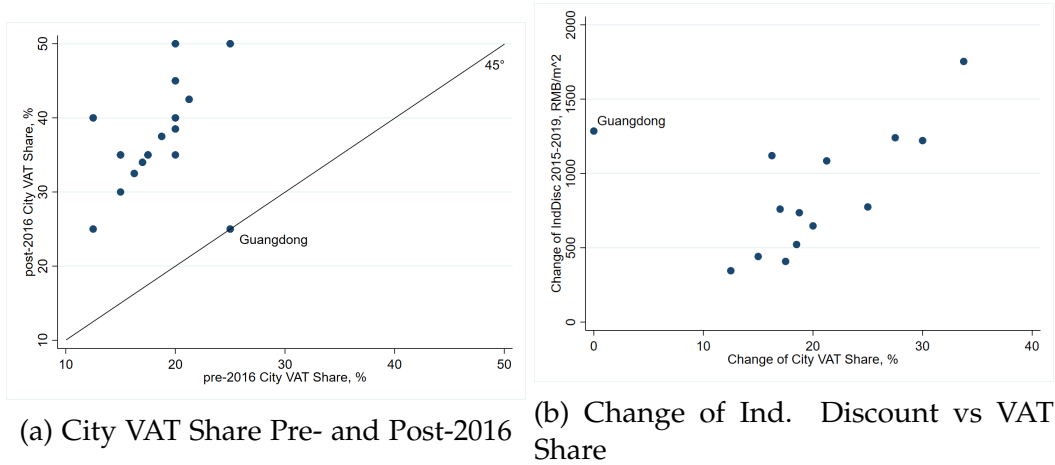 post-2016 City VAT Share, %
50
40
30
20
10
45°
Guangdong
10 20 30 40 50
pre-2016 City VAT Share, %
(a) City VAT Share Pre- and Post-2016
Change of IndDisc 2015-2019, RMB/m^2
2000
1500
1000
500
0
Guangdong
0 10 20 30 40
Change of City VAT Share, %
(b) Change of Ind. Discount vs VAT
Share